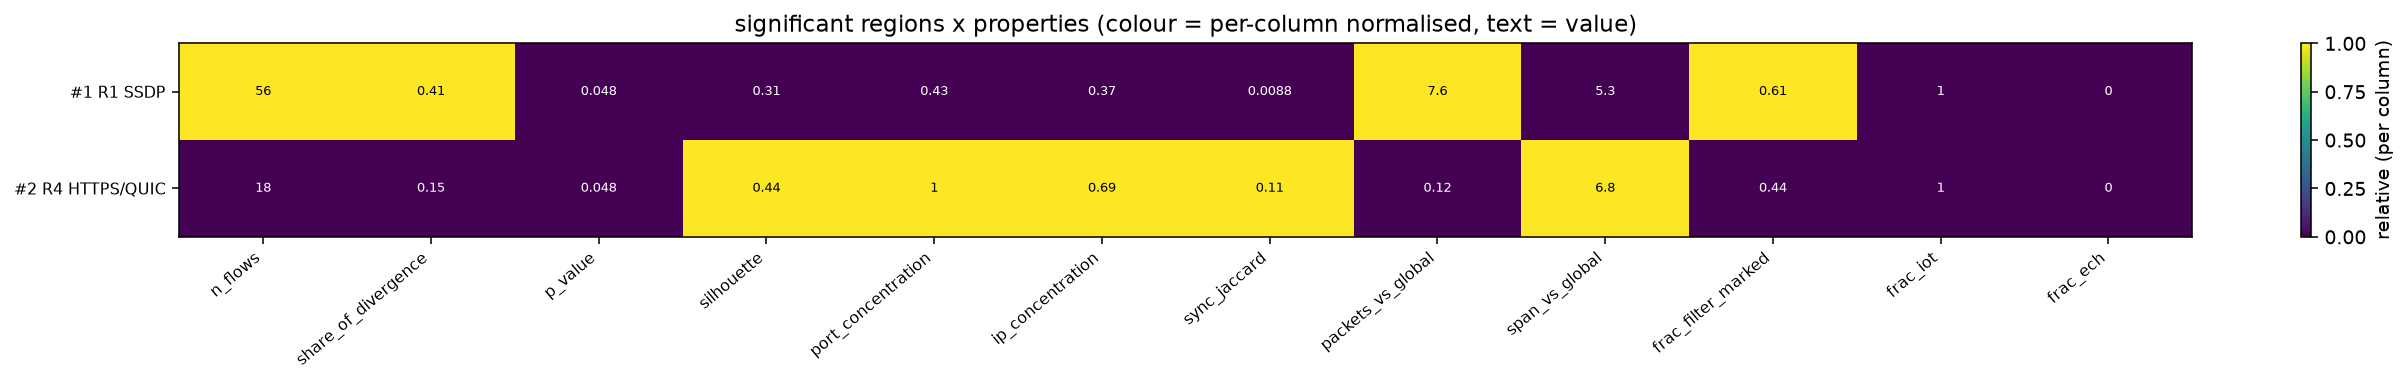 significant regions x properties (colour = per-column normalised, text = value)
#1 R1 SSDP 56 0.41 0.048 0.31 0.43 0.37 0.0088 7.6 5.3 0.61 1 0
#2 R4 HTTPS/QUIC 18 0.15 0.048 0.44 1 0.69 0.11 0.12 6.8 0.44 1 0
n_flows
share_of_divergence
p_value
silhouette
port_concentration
ip_concentration
sync_jaccard
packets_vs_global
span_vs_global
frac_filter_marked
frac_iot
frac_ech
1.00
0.75
0.50
0.25
0.00
relative (per column)